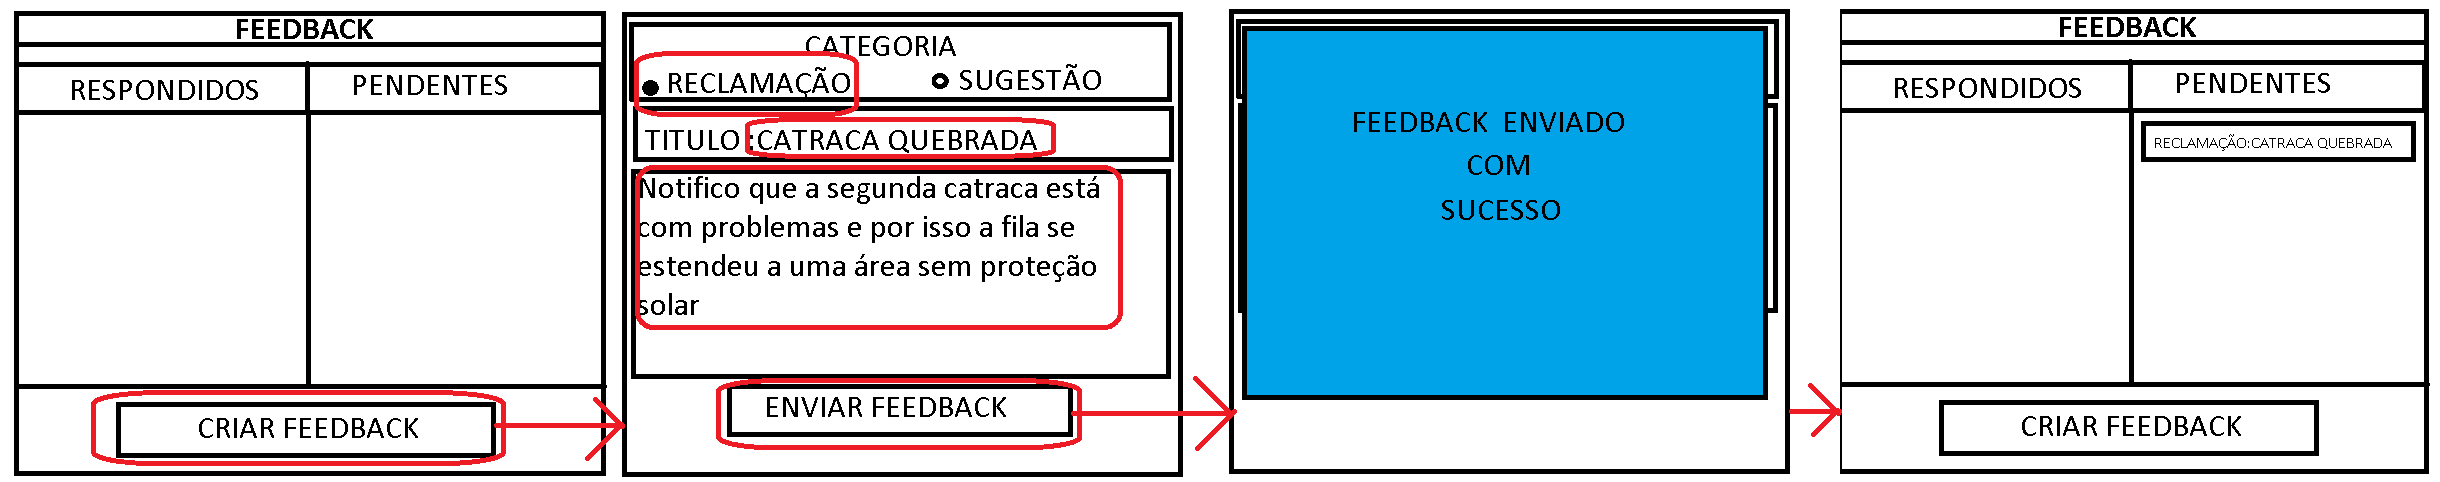 FEEDBACK
RESPONDIDOS
PENDENTES
CRIAR FEEDBACK
CATEGORIA
RECLAMAÇÃO
SUGESTÃO
TITULO :CATRACA QUEBRADA
Notifico que a segunda catraca está
com problemas e por isso a fila se
estendeu a uma área sem proteção
solar
ENVIAR FEEDBACK
FEEDBACK ENVIADO
COM
SUCESSO
FEEDBACK
RESPONDIDOS
PENDENTES
RECLAMAÇÃO:CATRACA QUEBRADA
CRIAR FEEDBACK